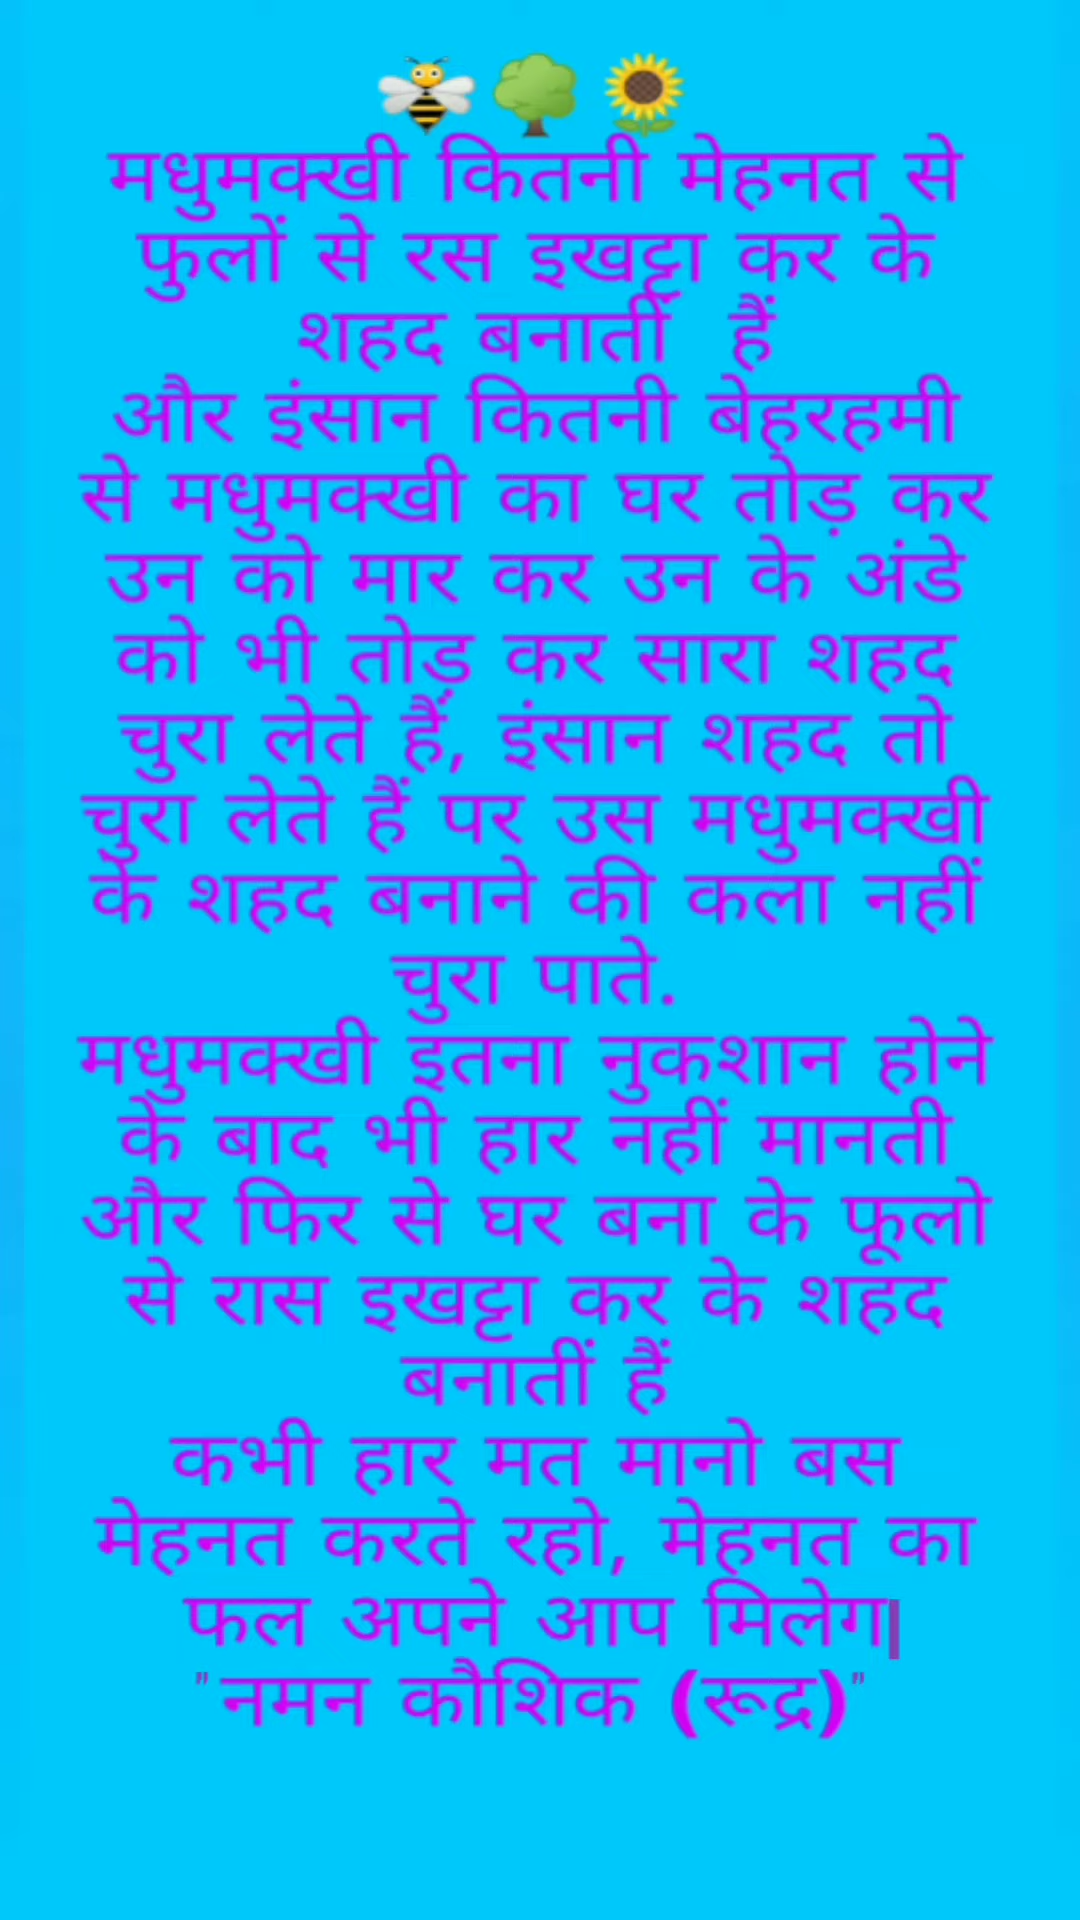 🐝🌳🌻
मधुमक्खी कितनी मेहनत से
फुलों से रस इखट्ठा कर के
शहद बनातीं हैं
और इंसान कितनी बेहरहमी
से मधुमक्खी का घर तोड़ कर
उन को मार कर उन के अंडे
को भी तोड़ कर सारा शहद
चुरा लेते हैं, इंसान शहद तो
चुरा लेते हैं पर उस मधुमक्खी
के शहद बनाने की कला नहीं
चुरा पाते.
मधुमक्खी इतना नुकशान होने
के बाद भी हार नहीं मानती
और फिर से घर बना के फूलो
से रास इखट्टा कर के शहद
बनातीं हैं
कभी हार मत मानो बस
मेहनत करते रहो, मेहनत का
फल अपने आप मिलेग|
"नमन कौशिक (रूद्र)"